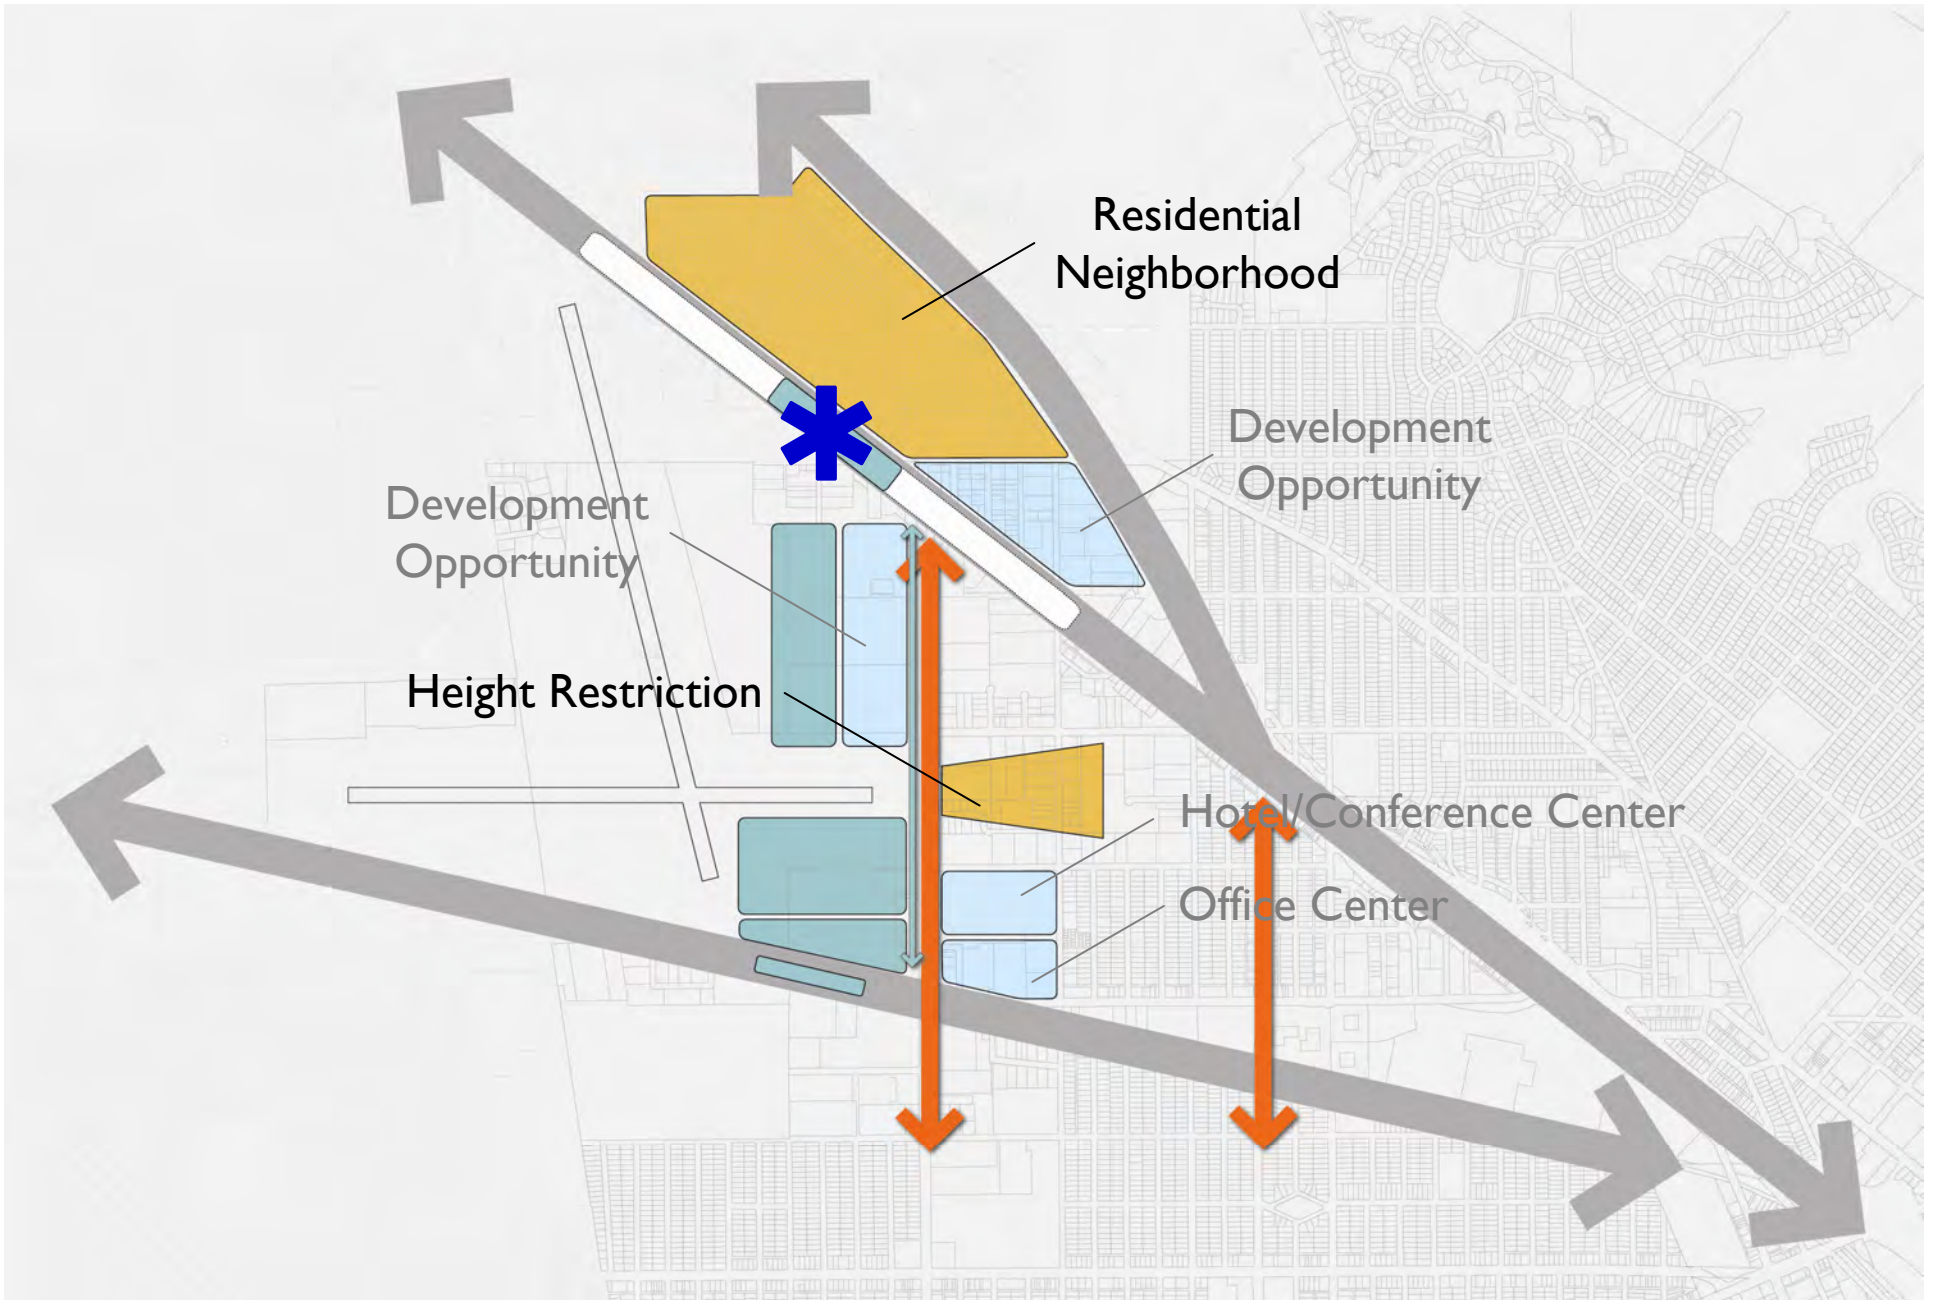 Residential
Neighborhood
Development
Opportunity
Development
Opportunity
Height Restriction
Hotel/Conference Center
Office Center